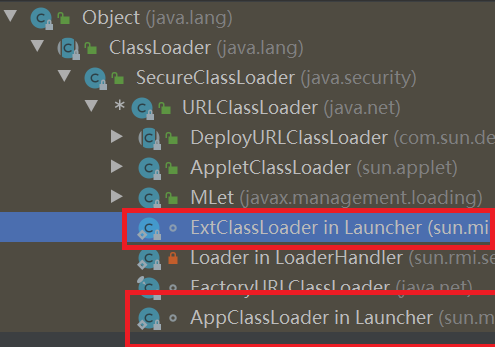 Object (java.lang)
ClassLoader (java.lang)
SecureClassLoader (java.security)
* URLClassLoader (java.net)
DeployURLClassLoader (com.sun.de
AppletClassLoader (sun.applet)
MLet (javax.management.loading)
ExtClassLoader in Launcher (sun.mi
Loader in LoaderHandler (sun.rmi.se
FactoryURLClassLoader (java.net)
AppClassLoader in Launcher (sun.m